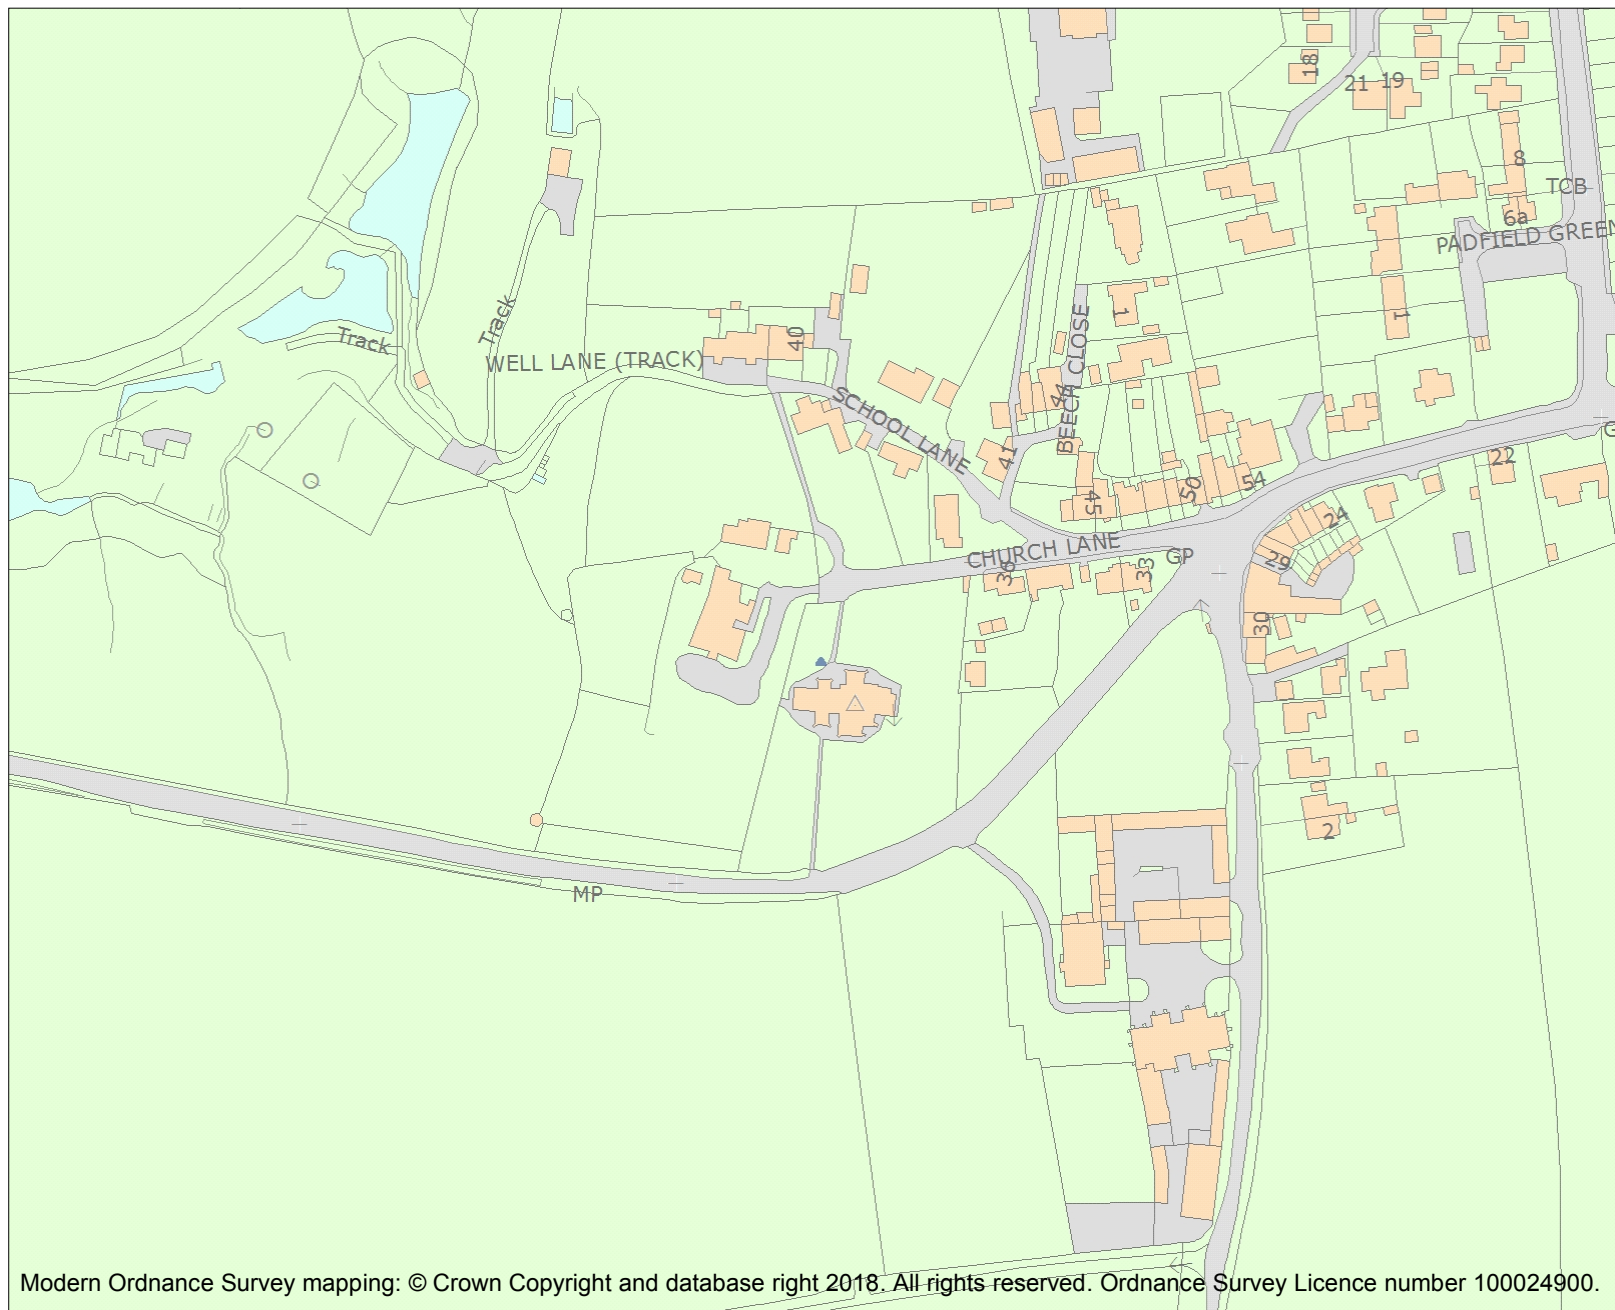 18
21 19
8
TCB
6a
PADFIELD GREEN
Track
Track
WELL LANE (TRACK)
40
1
1
SCHOOL LANE
44
BEECH CLOSE
41
45
50
54
22
24
CHURCH LANE
GP
29
36
33
30
2
MP
Modern Ordnance Survey mapping: © Crown Copyright and database right 2018. All rights reserved. Ordnance Survey Licence number 100024900.